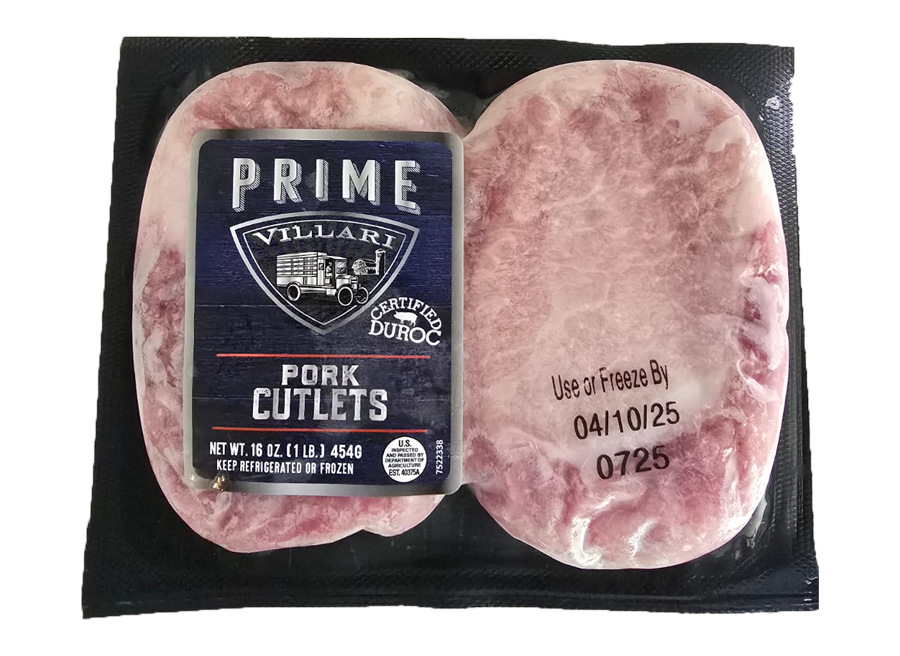 PRIME
VILLARI
CERTIFIED
DUROC
PORK
CUTLETS
NET WT. 16 OZ. (1 LB.) 454G
KEEP REFRIGERATED OR FROZEN
U.S.
INSPECTED
AND PASSED BY
DEPARTMENT OF
AGRICULTURE
EST. 40375A
7522338
Use or Freeze By
04/10/25
0725